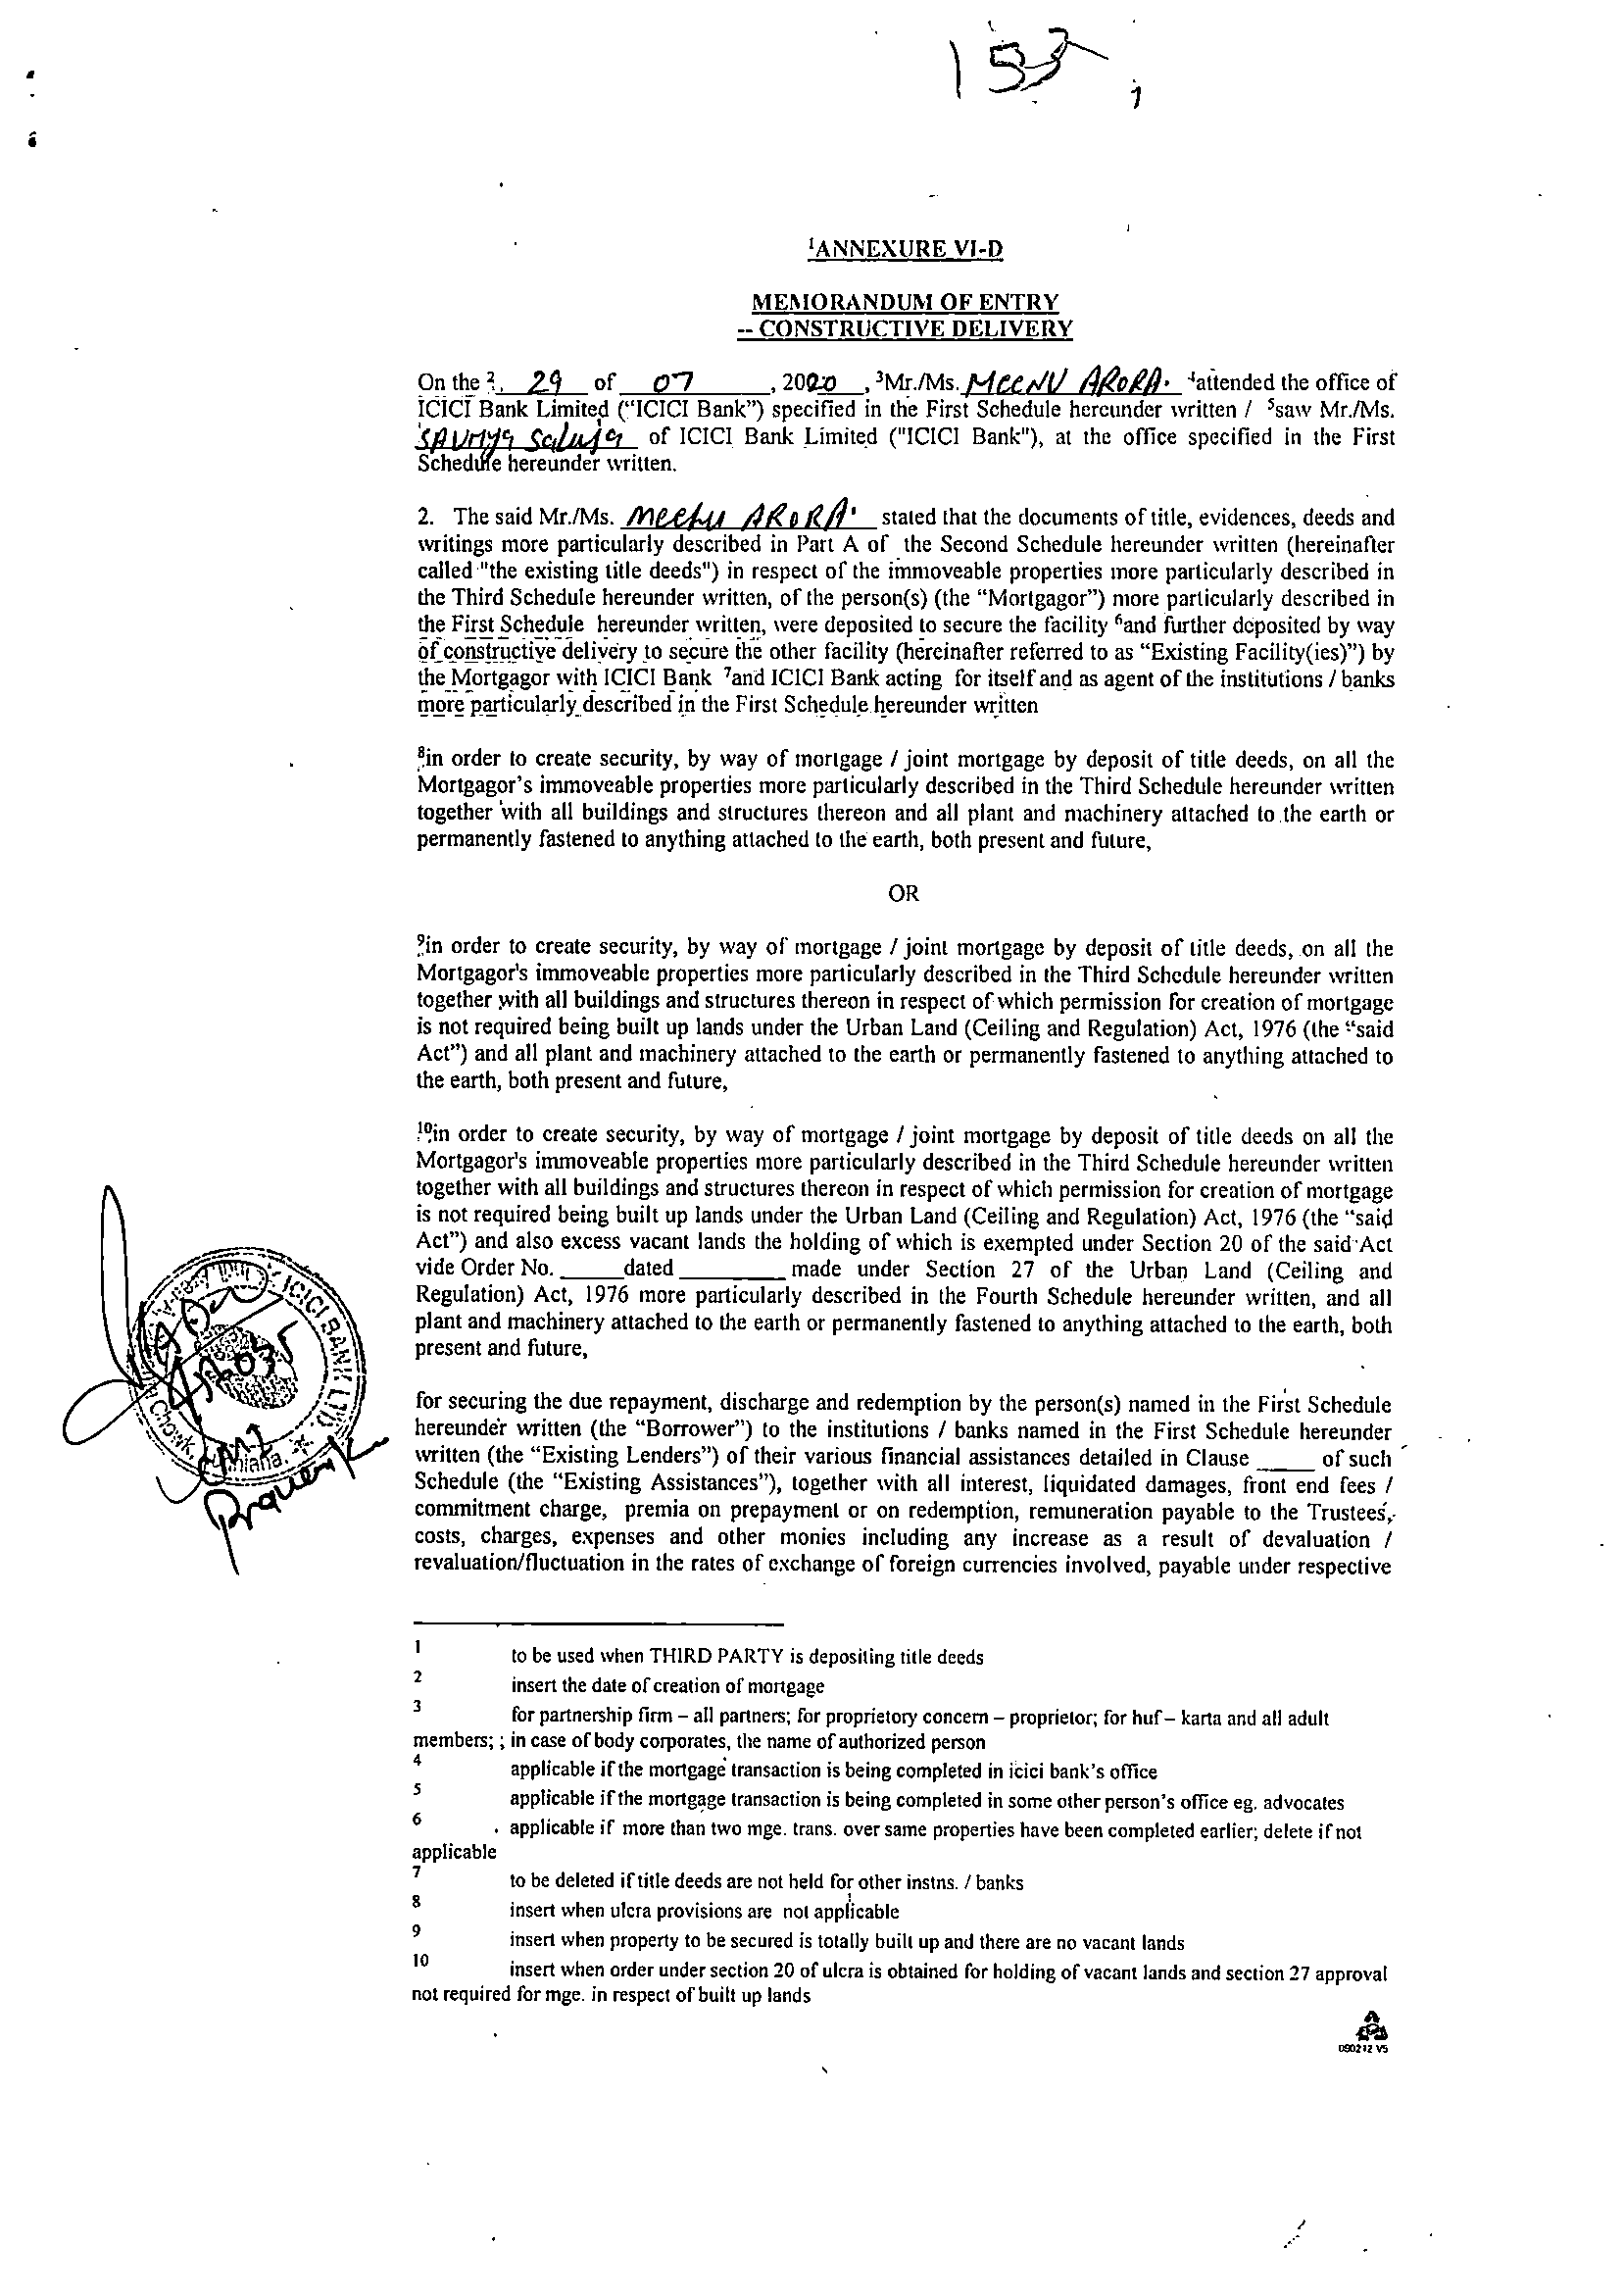 153
¹ANNEXURE VI-D
MEMORANDUM OF ENTRY
-- CONSTRUCTIVE DELIVERY
On the ², 29 of 07 , 2020 , ³Mr./Ms. MEENU ARORA. ⁴attended the office of
ICICI Bank Limited ("ICICI Bank") specified in the First Schedule hereunder written / ⁵saw Mr./Ms.
SAUMYA Saluja of ICICI Bank Limited ("ICICI Bank"), at the office specified in the First
Schedule hereunder written.
2. The said Mr./Ms. Meenu ARORA stated that the documents of title, evidences, deeds and
writings more particularly described in Part A of the Second Schedule hereunder written (hereinafter
called "the existing title deeds") in respect of the immoveable properties more particularly described in
the Third Schedule hereunder written, of the person(s) (the “Mortgagor”) more particularly described in
the First Schedule hereunder written, were deposited to secure the facility ⁶and further deposited by way
of constructive delivery to secure the other facility (hereinafter referred to as “Existing Facility(ies)”) by
the Mortgagor with ICICI Bank ⁷and ICICI Bank acting for itself and as agent of the institutions / banks
more particularly described in the First Schedule hereunder written
⁸in order to create security, by way of mortgage / joint mortgage by deposit of title deeds, on all the
Mortgagor's immoveable properties more particularly described in the Third Schedule hereunder written
together with all buildings and structures thereon and all plant and machinery attached to the earth or
permanently fastened to anything attached to the earth, both present and future,
OR
⁹in order to create security, by way of mortgage / joint mortgage by deposit of title deeds, on all the
Mortgagor's immoveable properties more particularly described in the Third Schedule hereunder written
together with all buildings and structures thereon in respect of which permission for creation of mortgage
is not required being built up lands under the Urban Land (Ceiling and Regulation) Act, 1976 (the “said
Act”) and all plant and machinery attached to the earth or permanently fastened to anything attached to
the earth, both present and future,
¹⁰in order to create security, by way of mortgage / joint mortgage by deposit of title deeds on all the
Mortgagor's immoveable properties more particularly described in the Third Schedule hereunder written
together with all buildings and structures thereon in respect of which permission for creation of mortgage
is not required being built up lands under the Urban Land (Ceiling and Regulation) Act, 1976 (the “said
Act”) and also excess vacant lands the holding of which is exempted under Section 20 of the said Act
vide Order No. _____dated ________ made under Section 27 of the Urban Land (Ceiling and
Regulation) Act, 1976 more particularly described in the Fourth Schedule hereunder written, and all
plant and machinery attached to the earth or permanently fastened to anything attached to the earth, both
present and future,
ICICI BANK LTD.
Chowk,
for securing the due repayment, discharge and redemption by the person(s) named in the First Schedule
hereunder written (the “Borrower”) to the institutions / banks named in the First Schedule hereunder
written (the “Existing Lenders”) of their various financial assistances detailed in Clause _____ of such
Schedule (the “Existing Assistances”), together with all interest, liquidated damages, front end fees /
commitment charge, premia on prepayment or on redemption, remuneration payable to the Trustees,
costs, charges, expenses and other monies including any increase as a result of devaluation /
revaluation/fluctuation in the rates of exchange of foreign currencies involved, payable under respective
1 to be used when THIRD PARTY is depositing title deeds
2 insert the date of creation of mortgage
3 for partnership firm – all partners; for proprietory concern – proprietor; for huf – karta and all adult
members; ; in case of body corporates, the name of authorized person
4 applicable if the mortgage transaction is being completed in icici bank's office
5 applicable if the mortgage transaction is being completed in some other person's office eg. advocates
6 applicable if more than two mge. trans. over same properties have been completed earlier; delete if not
applicable
7 to be deleted if title deeds are not held for other instns. / banks
8 insert when ulcra provisions are not applicable
9 insert when property to be secured is totally built up and there are no vacant lands
10 insert when order under section 20 of ulcra is obtained for holding of vacant lands and section 27 approval
not required for mge. in respect of built up lands
090212 V5